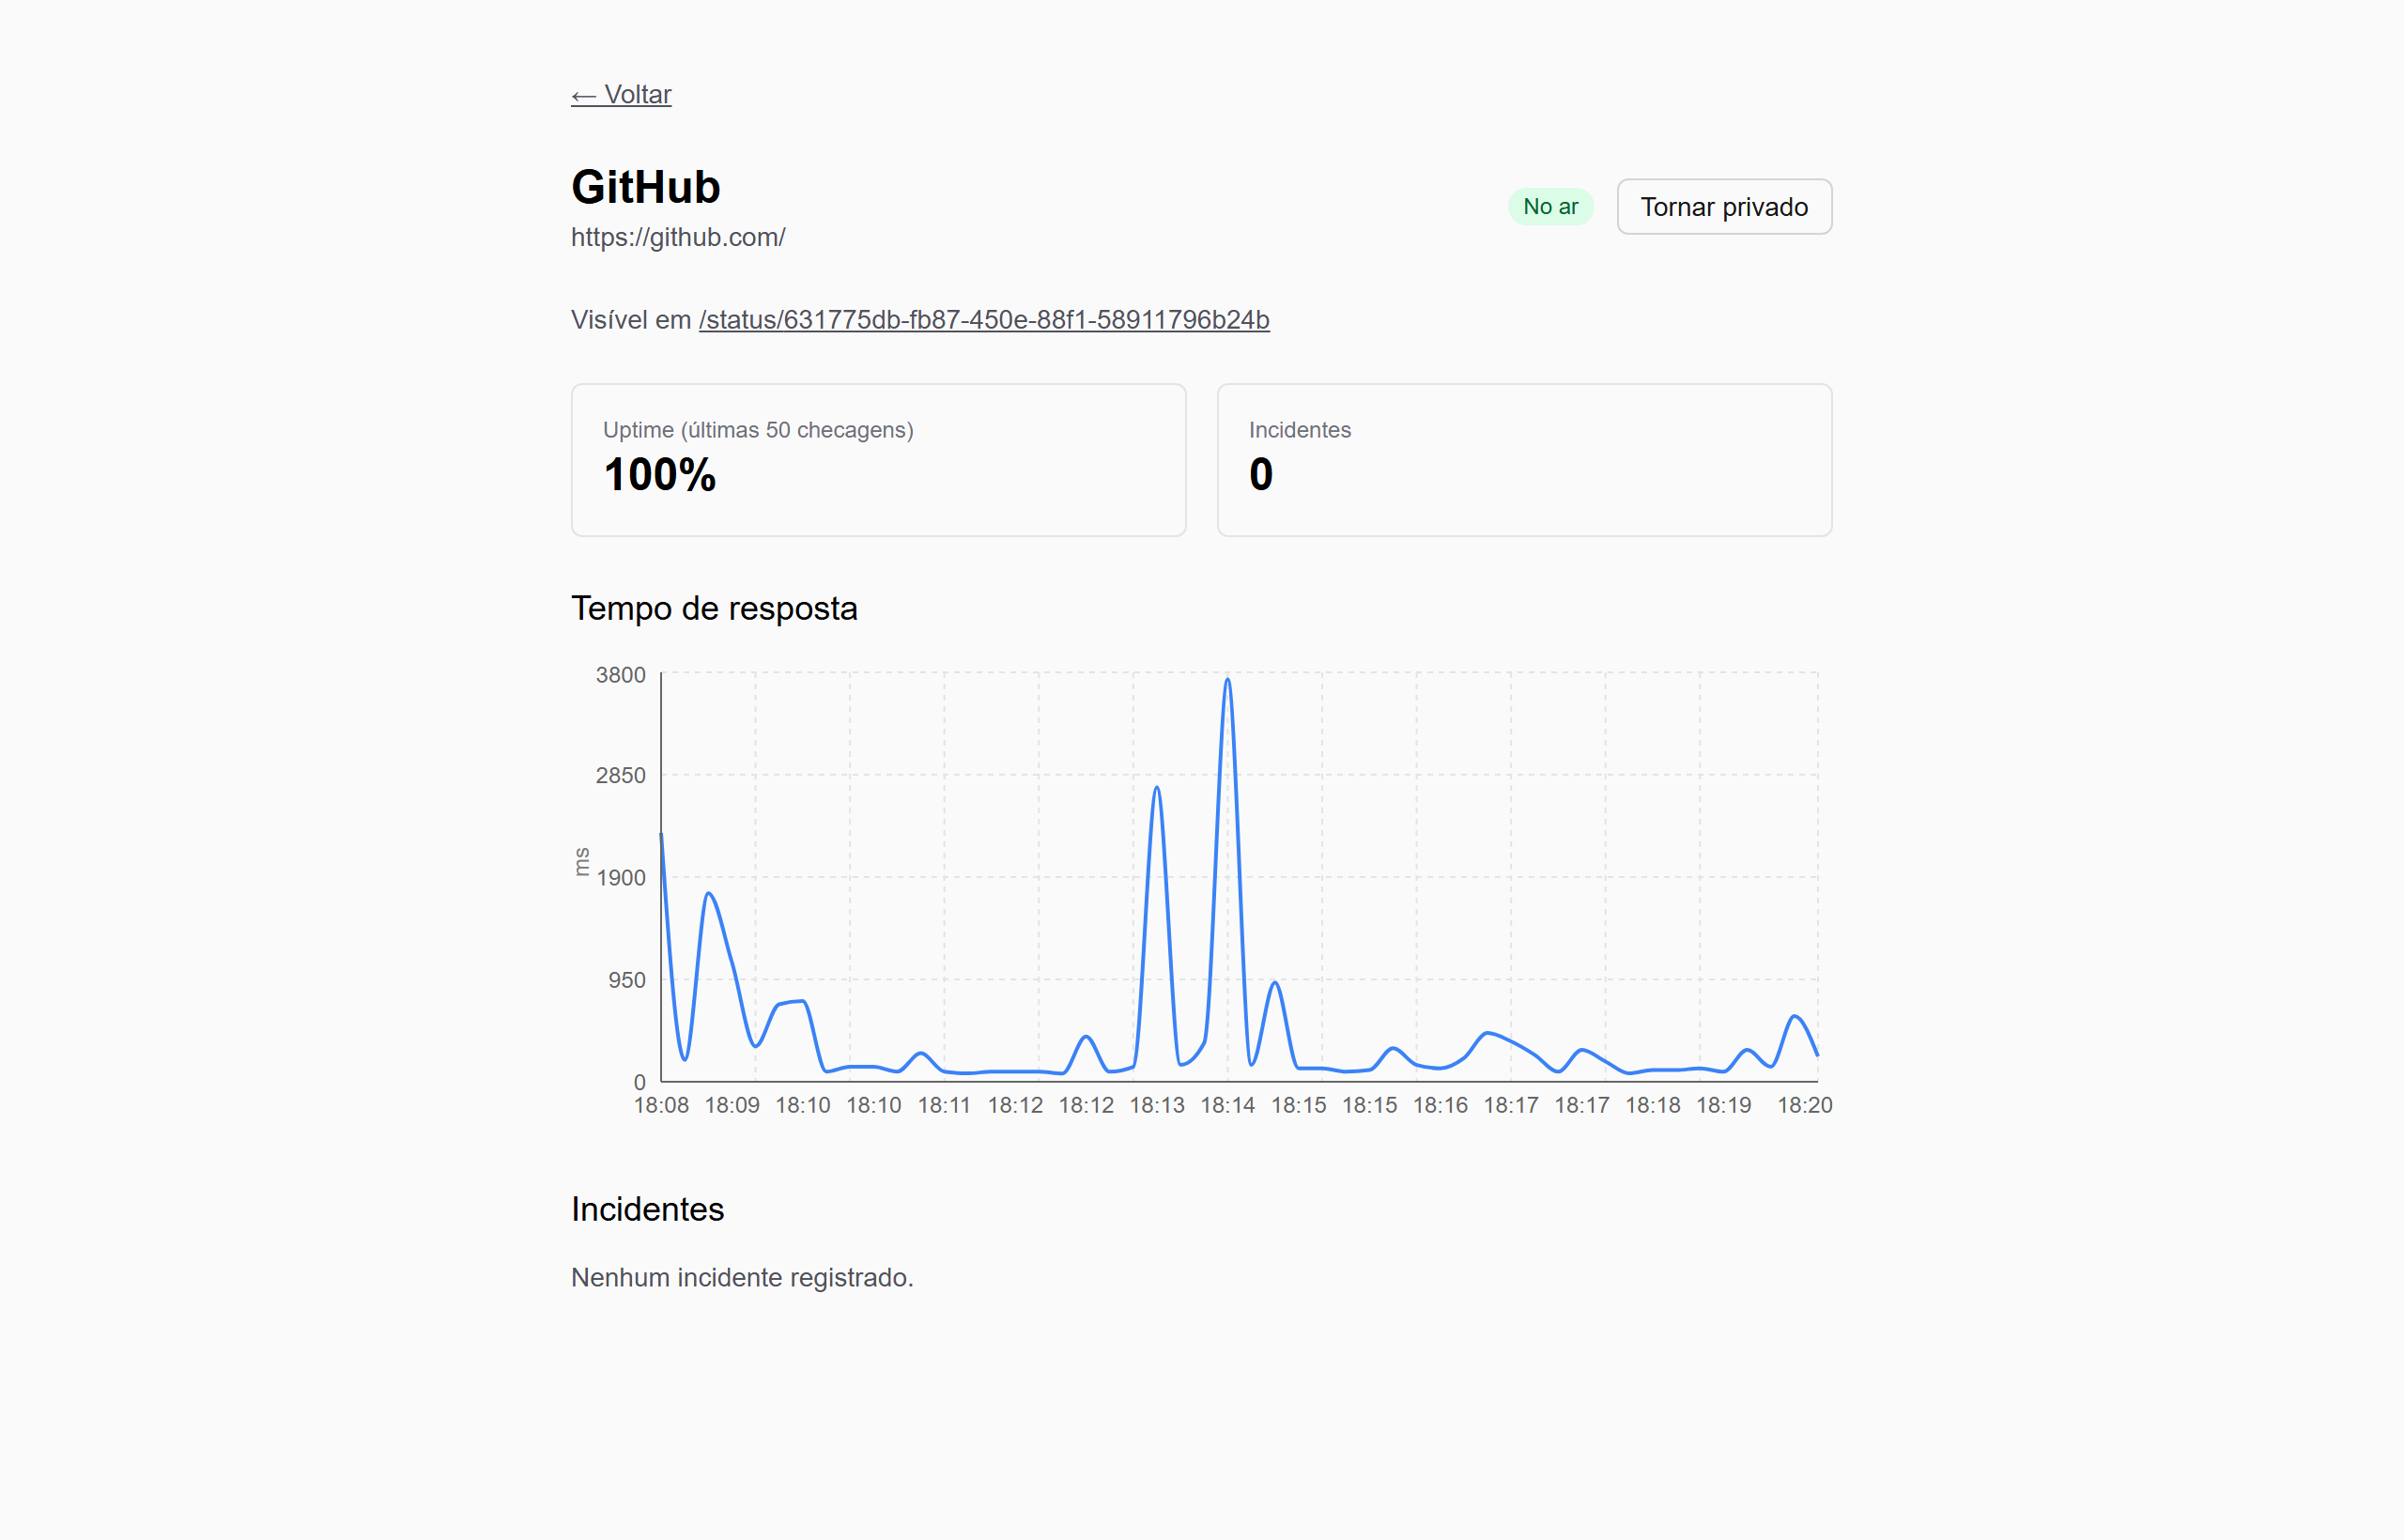 ← Voltar
GitHub
No ar
Tornar privado
https://github.com/
Visível em /status/631775db-fb87-450e-88f1-58911796b24b
Uptime (últimas 50 checagens)
100%
Incidentes
0
Tempo de resposta
3800
2850
1900
950
0
ms
18:08 18:09 18:10 18:10 18:11 18:12 18:12 18:13 18:14 18:15 18:15 18:16 18:17 18:17 18:18 18:19 18:20
Incidentes
Nenhum incidente registrado.